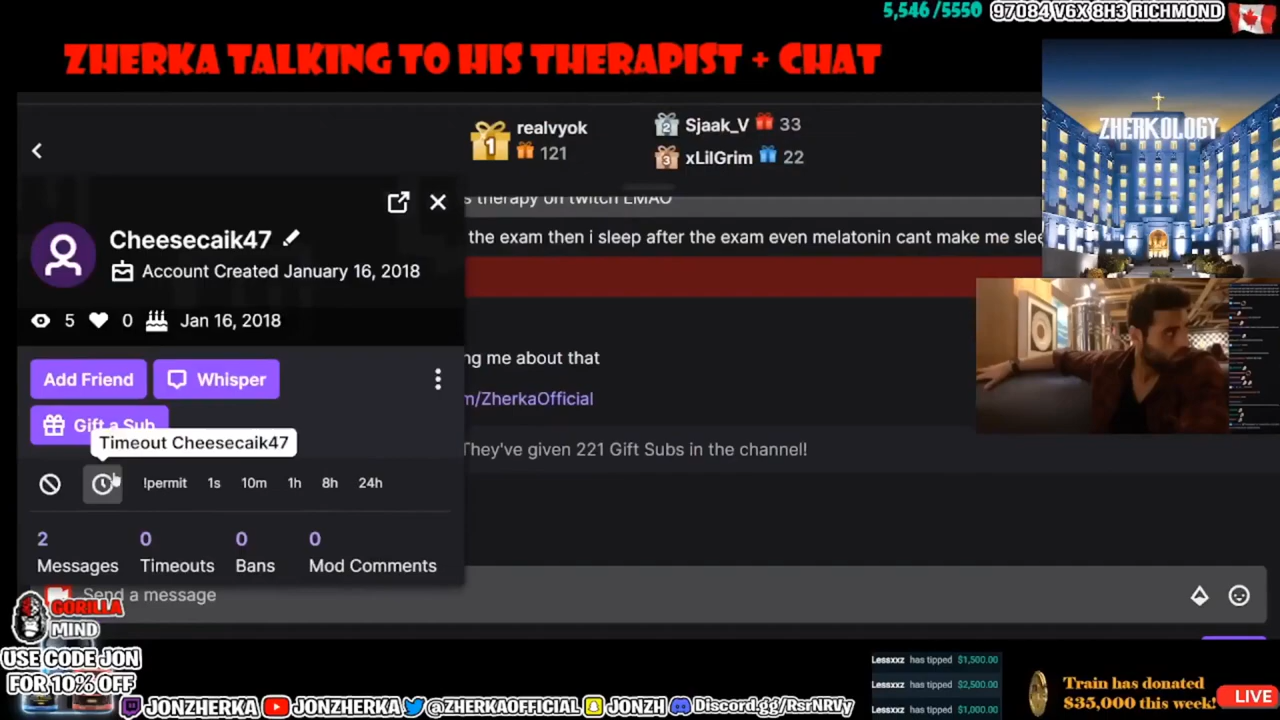 5,546 /5550
97084 V6X 8H3 RICHMOND
ZHERKA TALKING TO HIS THERAPIST + CHAT
ZHERKOLOGY
1 realvyok
121
2 Sjaak_V 33
3 xLilGrim 22
s therapy on twitch LMAO
the exam then i sleep after the exam even melatonin cant make me slee
ng me about that
m/ZherkaOfficial
They've given 221 Gift Subs in the channel!
Cheesecaik47
Account Created January 16, 2018
5 0 Jan 16, 2018
Add Friend Whisper
Gift a Sub
Timeout Cheesecaik47
!permit 1s 10m 1h 8h 24h
2 0 0 0
Messages Timeouts Bans Mod Comments
Send a message
GORILLA
MIND
USE CODE JON
FOR 10% OFF
JONZHERKA JONZHERKA @ZHERKAOFFICIAL JONZH Discord.gg/RsrNRVy
Lessxxz has tipped $1,500.00
Lessxxz has tipped $2,500.00
Lessxxz has tipped $1,000.00
Train has donated
$35,000 this week!
LIVE